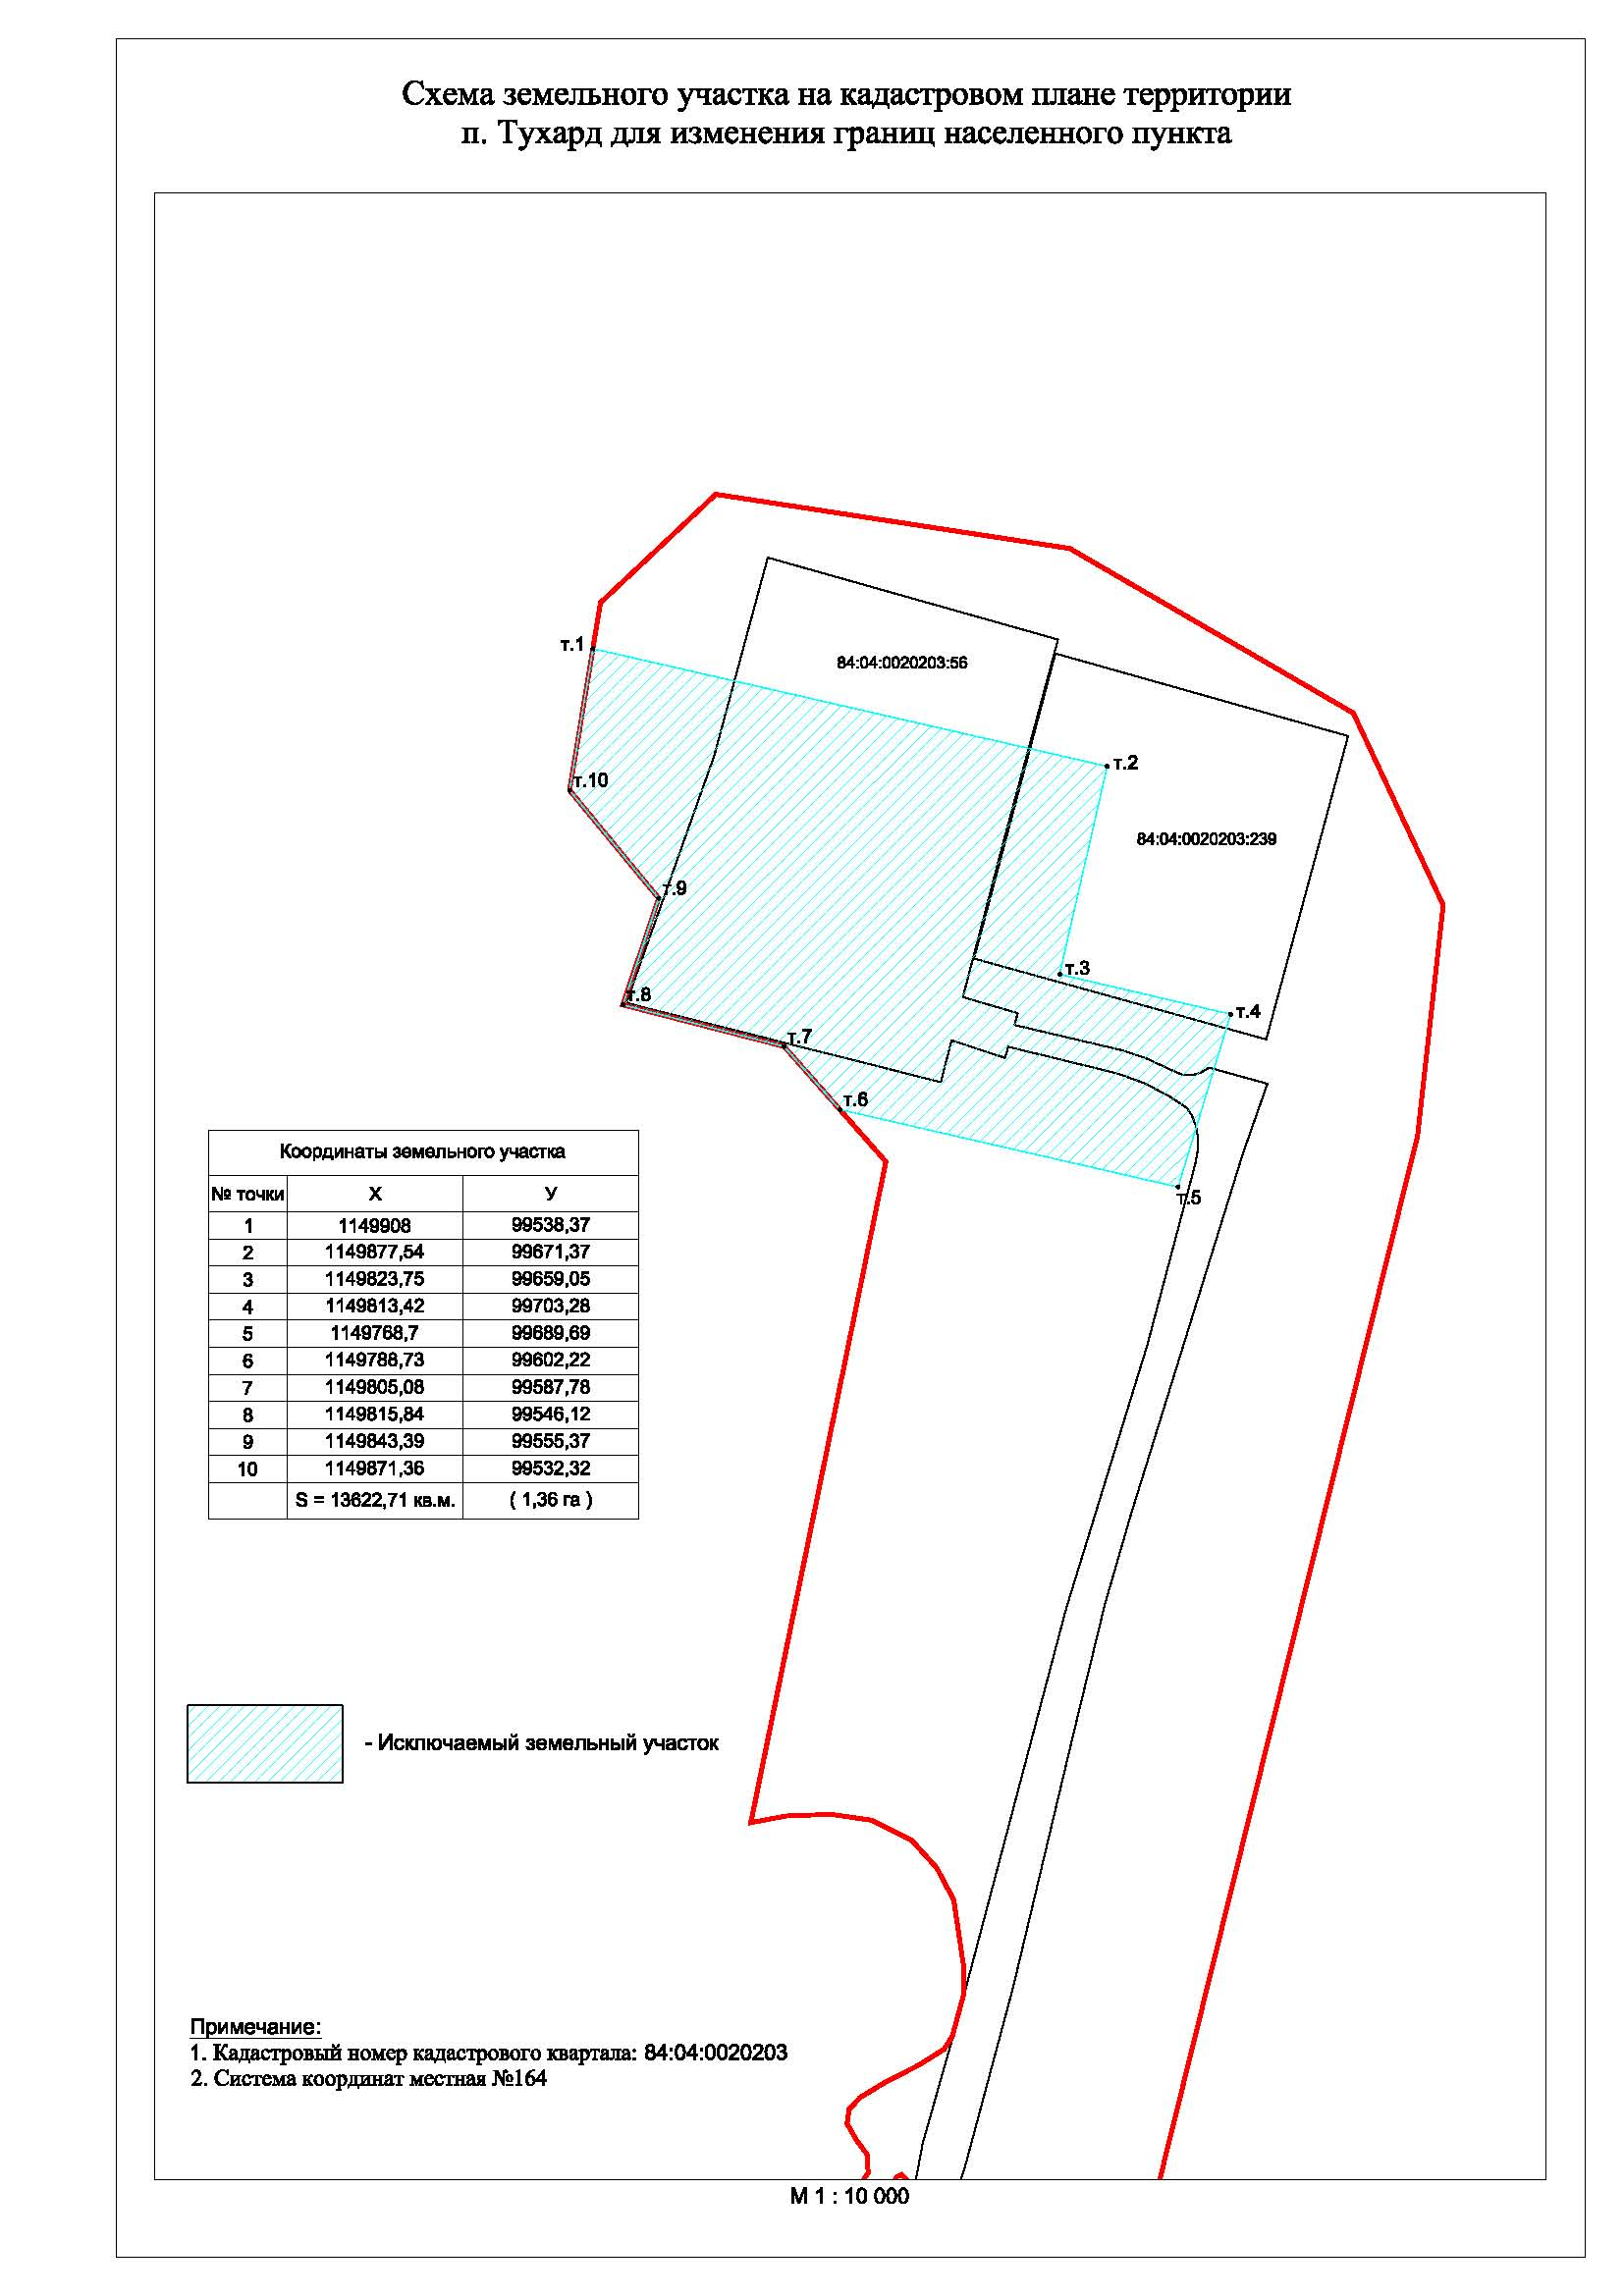 Схема земельного участка на кадастровом плане территории
п. Тухард для изменения границ населенного пункта
т.1
84:04:0020203:56
т.2
т.10
84:04:0020203:239
т.9
т.3
т.8
т.4
т.7
т.6
т.5
Координаты земельного участка
№ точки X У
1 1149908 99538,37
2 1149877,54 99671,37
3 1149823,75 99659,05
4 1149813,42 99703,28
5 1149768,7 99689,69
6 1149788,73 99602,22
7 1149805,08 99587,78
8 1149815,84 99546,12
9 1149843,39 99555,37
10 1149871,36 99532,32
S = 13622,71 кв.м. ( 1,36 га )
- Исключаемый земельный участок
Примечание:
1. Кадастровый номер кадастрового квартала: 84:04:0020203
2. Система координат местная №164
М 1 : 10 000